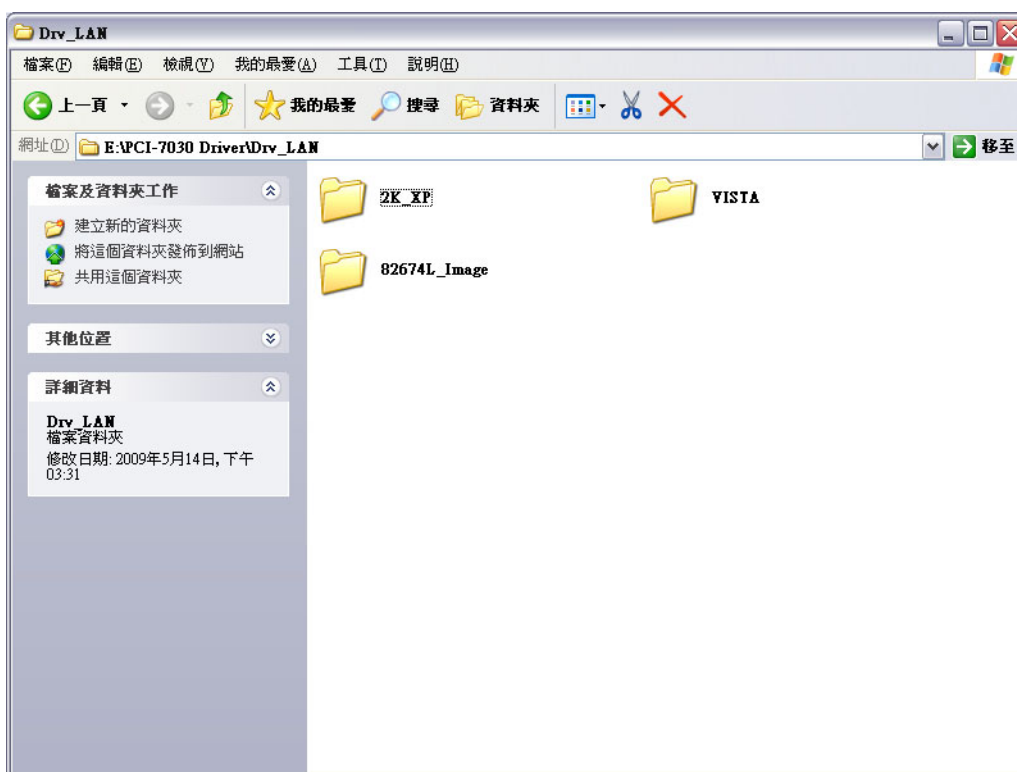 Drv_LAN
檔案(F) 編輯(E) 檢視(V) 我的最愛(A) 工具(T) 說明(H)
上一頁 我的最愛 搜尋 資料夾
網址(D) E:\PCI-7030 Driver\Drv_LAN 移至
檔案及資料夾工作
建立新的資料夾
將這個資料夾發佈到網站
共用這個資料夾
其他位置
詳細資料
Drv_LAN
檔案資料夾
修改日期: 2009年5月14日, 下午
03:31
2K_XP VISTA
82674L_Image